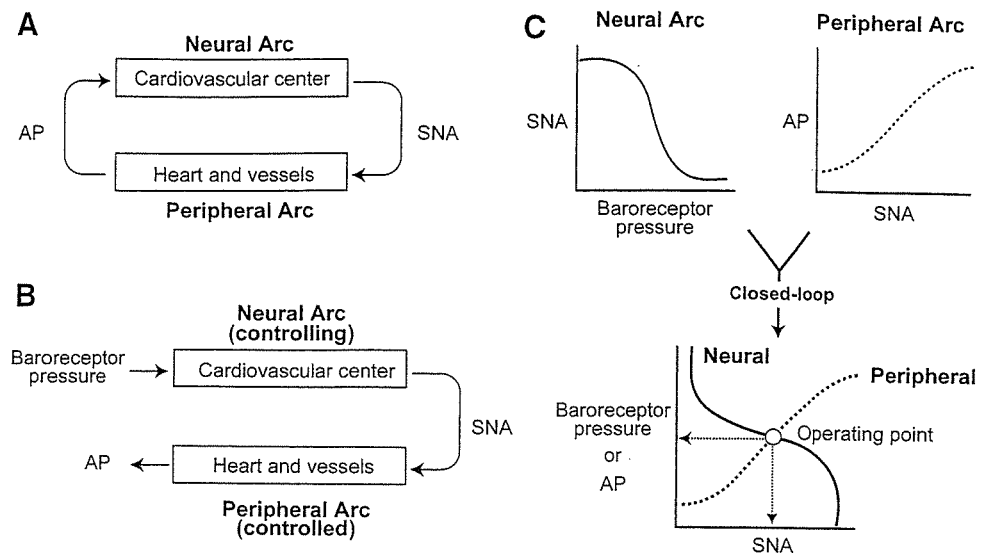 A
Neural Arc
Cardiovascular center
AP
SNA
Heart and vessels
Peripheral Arc
B
Neural Arc
(controlling)
Baroreceptor
pressure
Cardiovascular center
SNA
AP
Heart and vessels
Peripheral Arc
(controlled)
C
Neural Arc
SNA
Baroreceptor
pressure
Peripheral Arc
AP
SNA
Closed-loop
Neural
Peripheral
Baroreceptor
pressure
or
AP
Operating point
SNA